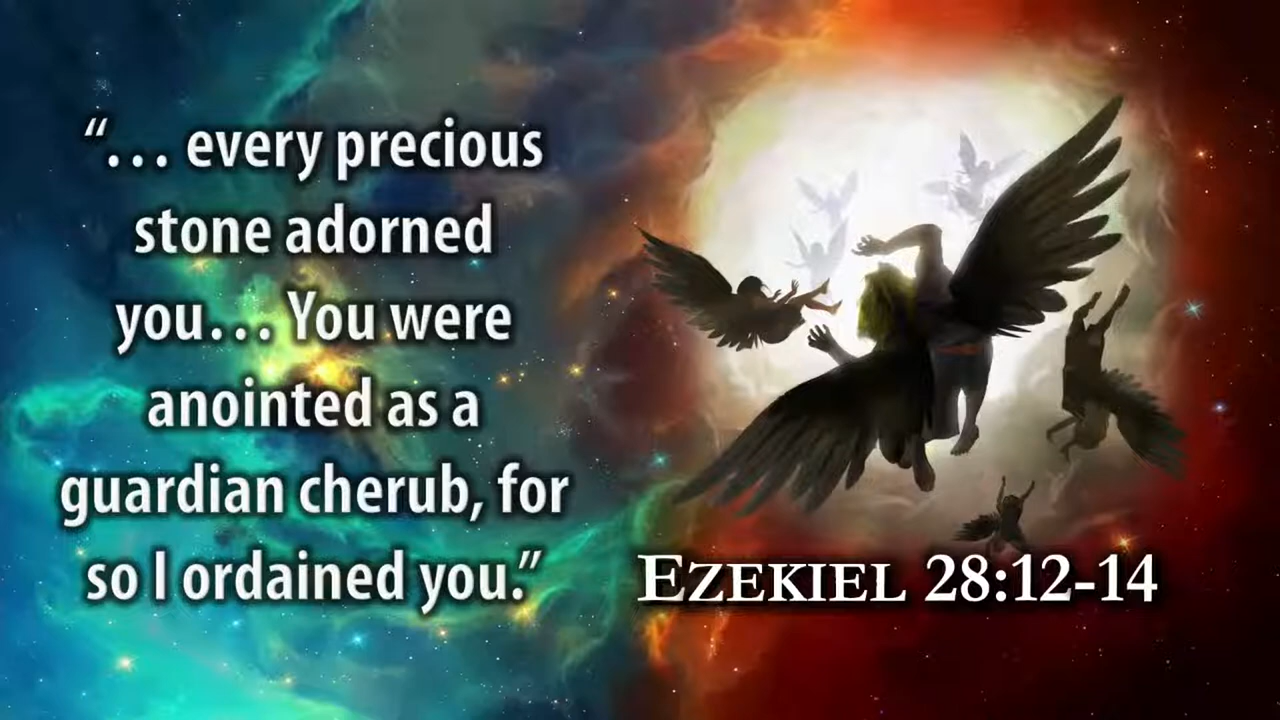 “… every precious
stone adorned
you… You were
anointed as a
guardian cherub, for
so I ordained you.”
EZEKIEL 28:12-14